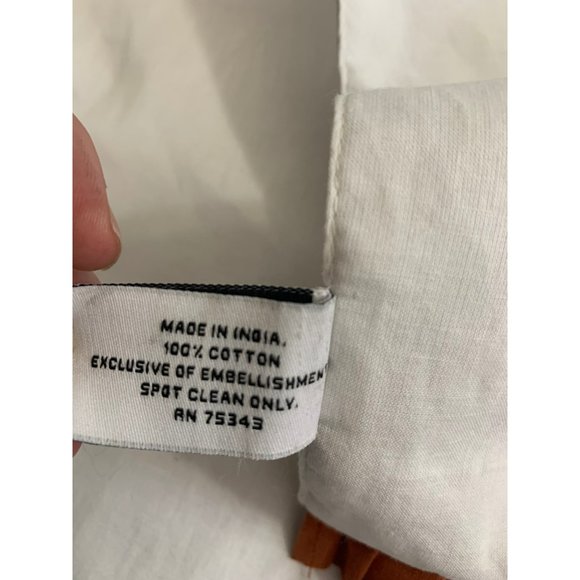 MADE IN INDIA.
100% COTTON
EXCLUSIVE OF EMBELLISHMEN
SPOT CLEAN ONLY.
RN 75343